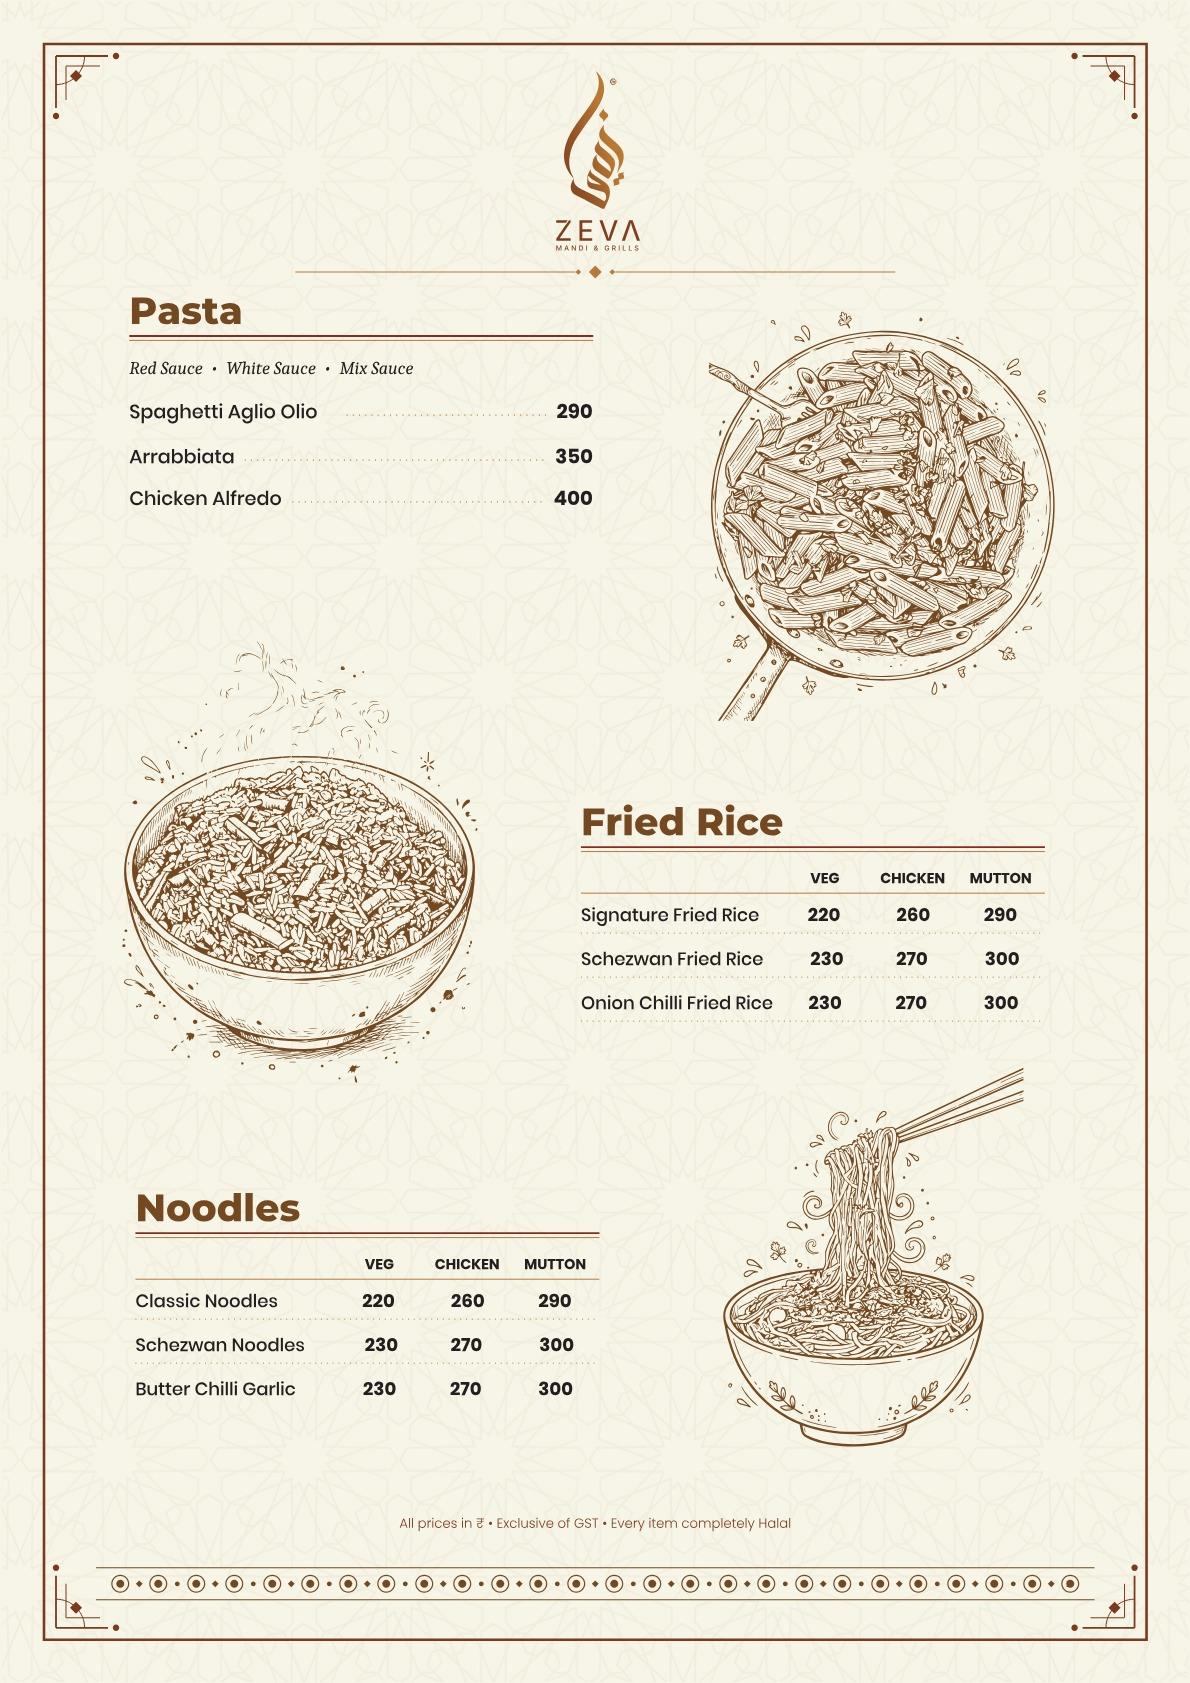 ZEVA
MANDI & GRILLS
Pasta
Red Sauce • White Sauce • Mix Sauce
Spaghetti Aglio Olio 290
Arrabbiata 350
Chicken Alfredo 400
Fried Rice
VEG CHICKEN MUTTON
Signature Fried Rice 220 260 290
Schezwan Fried Rice 230 270 300
Onion Chilli Fried Rice 230 270 300
Noodles
VEG CHICKEN MUTTON
Classic Noodles 220 260 290
Schezwan Noodles 230 270 300
Butter Chilli Garlic 230 270 300
All prices in ₹ • Exclusive of GST • Every item completely Halal